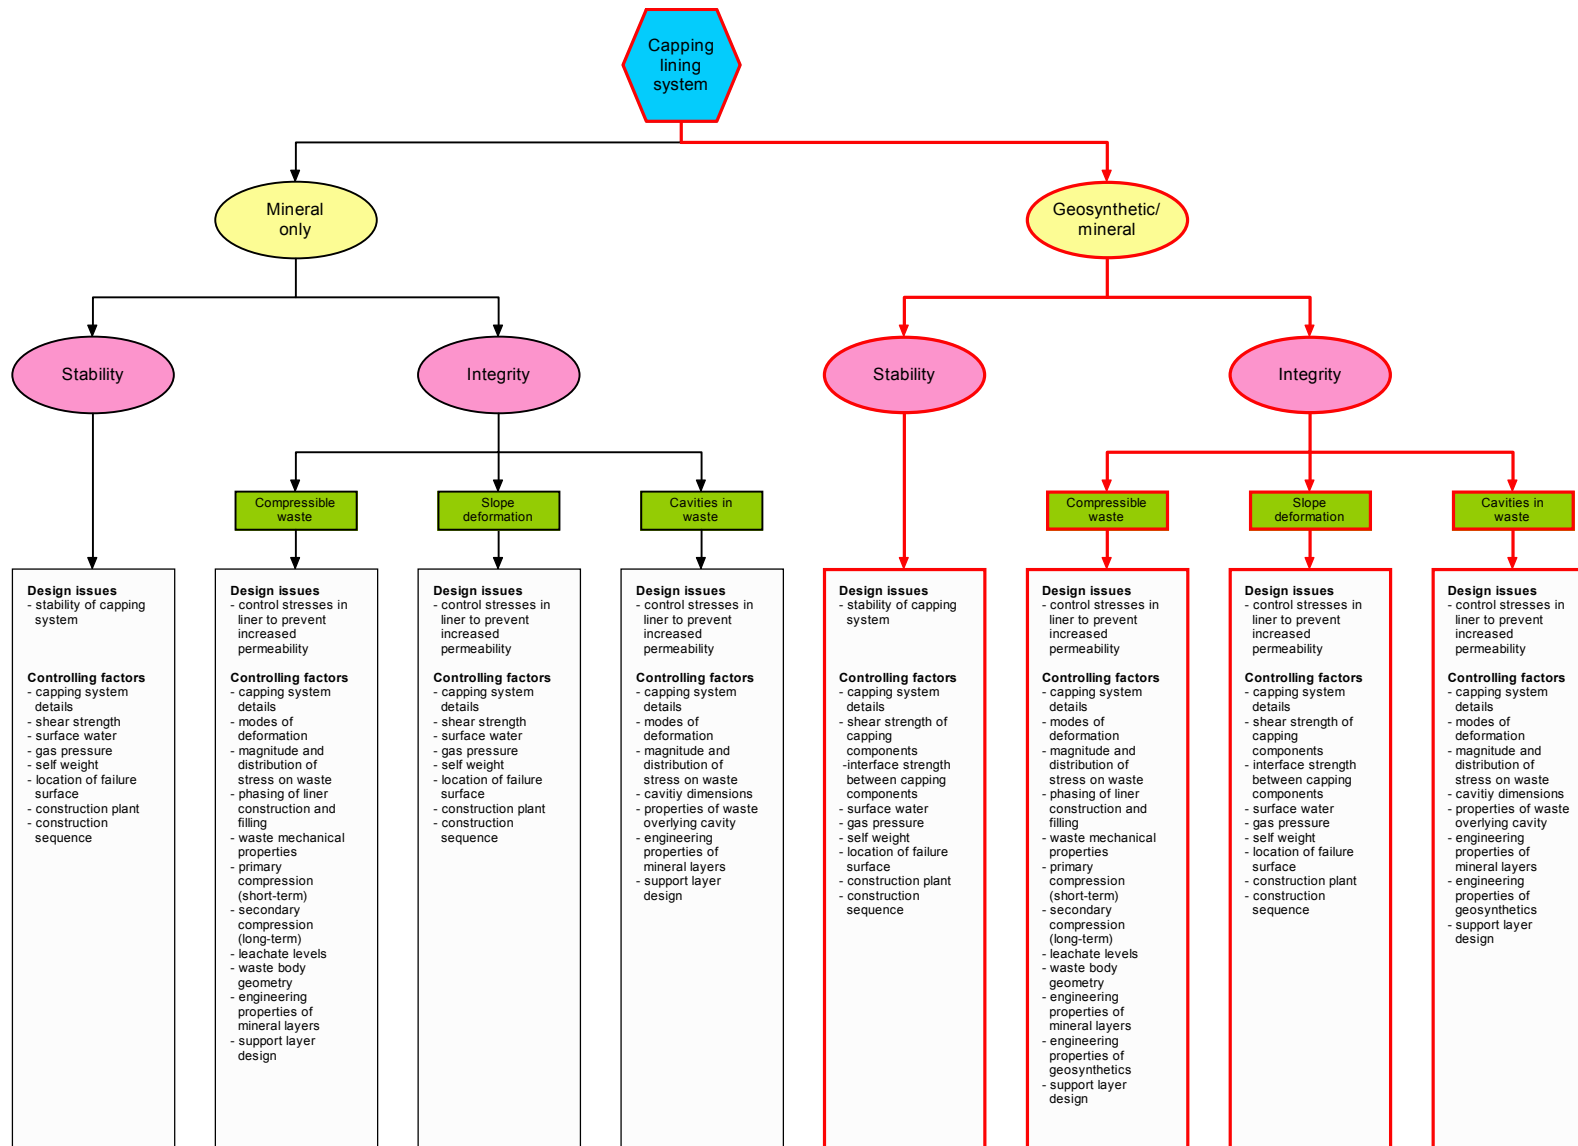 Capping
lining
system
Mineral
only
Geosynthetic/
mineral
Stability
Integrity
Stability
Integrity
Compressible
waste
Slope
deformation
Cavities in
waste
Compressible
waste
Slope
deformation
Cavities in
waste
Design issues
- stability of capping
system
Controlling factors
- capping system
details
- shear strength
- surface water
- gas pressure
- self weight
- location of failure
surface
- construction plant
- construction
sequence
Design issues
- control stresses in
liner to prevent
increased
permeability
Controlling factors
- capping system
details
- modes of
deformation
- magnitude and
distribution of
stress on waste
- phasing of liner
construction and
filling
- waste mechanical
properties
- primary
compression
(short-term)
- secondary
compression
(long-term)
- leachate levels
- waste body
geometry
- engineering
properties of
mineral layers
- support layer
design
Design issues
- control stresses in
liner to prevent
increased
permeability
Controlling factors
- capping system
details
- shear strength
- surface water
- gas pressure
- self weight
- location of failure
surface
- construction plant
- construction
sequence
Design issues
- control stresses in
liner to prevent
increased
permeability
Controlling factors
- capping system
details
- modes of
deformation
- magnitude and
distribution of
stress on waste
- cavitiy dimensions
- properties of waste
overlying cavity
- engineering
properties of
mineral layers
- support layer
design
Design issues
- stability of capping
system
Controlling factors
- capping system
details
- shear strength of
capping
components
-interface strength
between capping
components
- surface water
- gas pressure
- self weight
- location of failure
surface
- construction plant
- construction
sequence
Design issues
- control stresses in
liner to prevent
increased
permeability
Controlling factors
- capping system
details
- modes of
deformation
- magnitude and
distribution of
stress on waste
- phasing of liner
construction and
filling
- waste mechanical
properties
- primary
compression
(short-term)
- secondary
compression
(long-term)
- leachate levels
- waste body
geometry
- engineering
properties of
mineral layers
- engineering
properties of
geosynthetics
- support layer
design
Design issues
- control stresses in
liner to prevent
increased
permeability
Controlling factors
- capping system
details
- shear strength of
capping
components
- interface strength
between capping
components
- surface water
- gas pressure
- self weight
- location of failure
surface
- construction plant
- construction
sequence
Design issues
- control stresses in
liner to prevent
increased
permeability
Controlling factors
- capping system
details
- modes of
deformation
- magnitude and
distribution of
stress on waste
- cavitiy dimensions
- properties of waste
overlying cavity
- engineering
properties of
mineral layers
- engineering
properties of
geosynthetics
- support layer
design